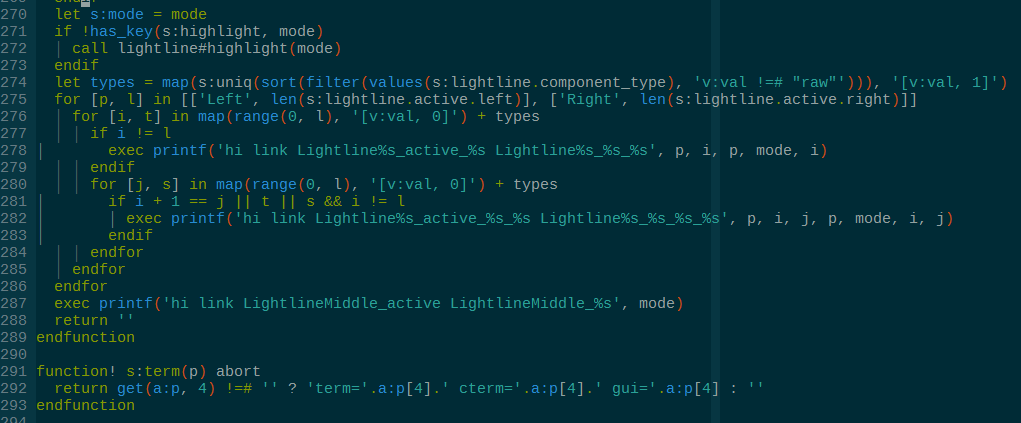 270   let s:mode = mode
271   if !has_key(s:highlight, mode)
272   | call lightline#highlight(mode)
273   endif
274   let types = map(s:uniq(sort(filter(values(s:lightline.component_type), 'v:val !=# "raw"'))), '[v:val, 1]')
275   for [p, l] in [['Left', len(s:lightline.active.left)], ['Right', len(s:lightline.active.right)]]
276   | for [i, t] in map(range(0, l), '[v:val, 0]') + types
277   | | if i != l
278 |       exec printf('hi link Lightline%s_active_%s Lightline%s_%s_%s', p, i, p, mode, i)
279   | | endif
280   | | for [j, s] in map(range(0, l), '[v:val, 0]') + types
281 |       if i + 1 == j || t || s && i != l
282 |       | exec printf('hi link Lightline%s_active_%s_%s Lightline%s_%s_%s_%s', p, i, j, p, mode, i, j)
283 |       endif
284   | | endfor
285   | endfor
286   endfor
287   exec printf('hi link LightlineMiddle_active LightlineMiddle_%s', mode)
288   return ''
289 endfunction
290
291 function! s:term(p) abort
292   return get(a:p, 4) !=# '' ? 'term='.a:p[4].' cterm='.a:p[4].' gui='.a:p[4] : ''
293 endfunction